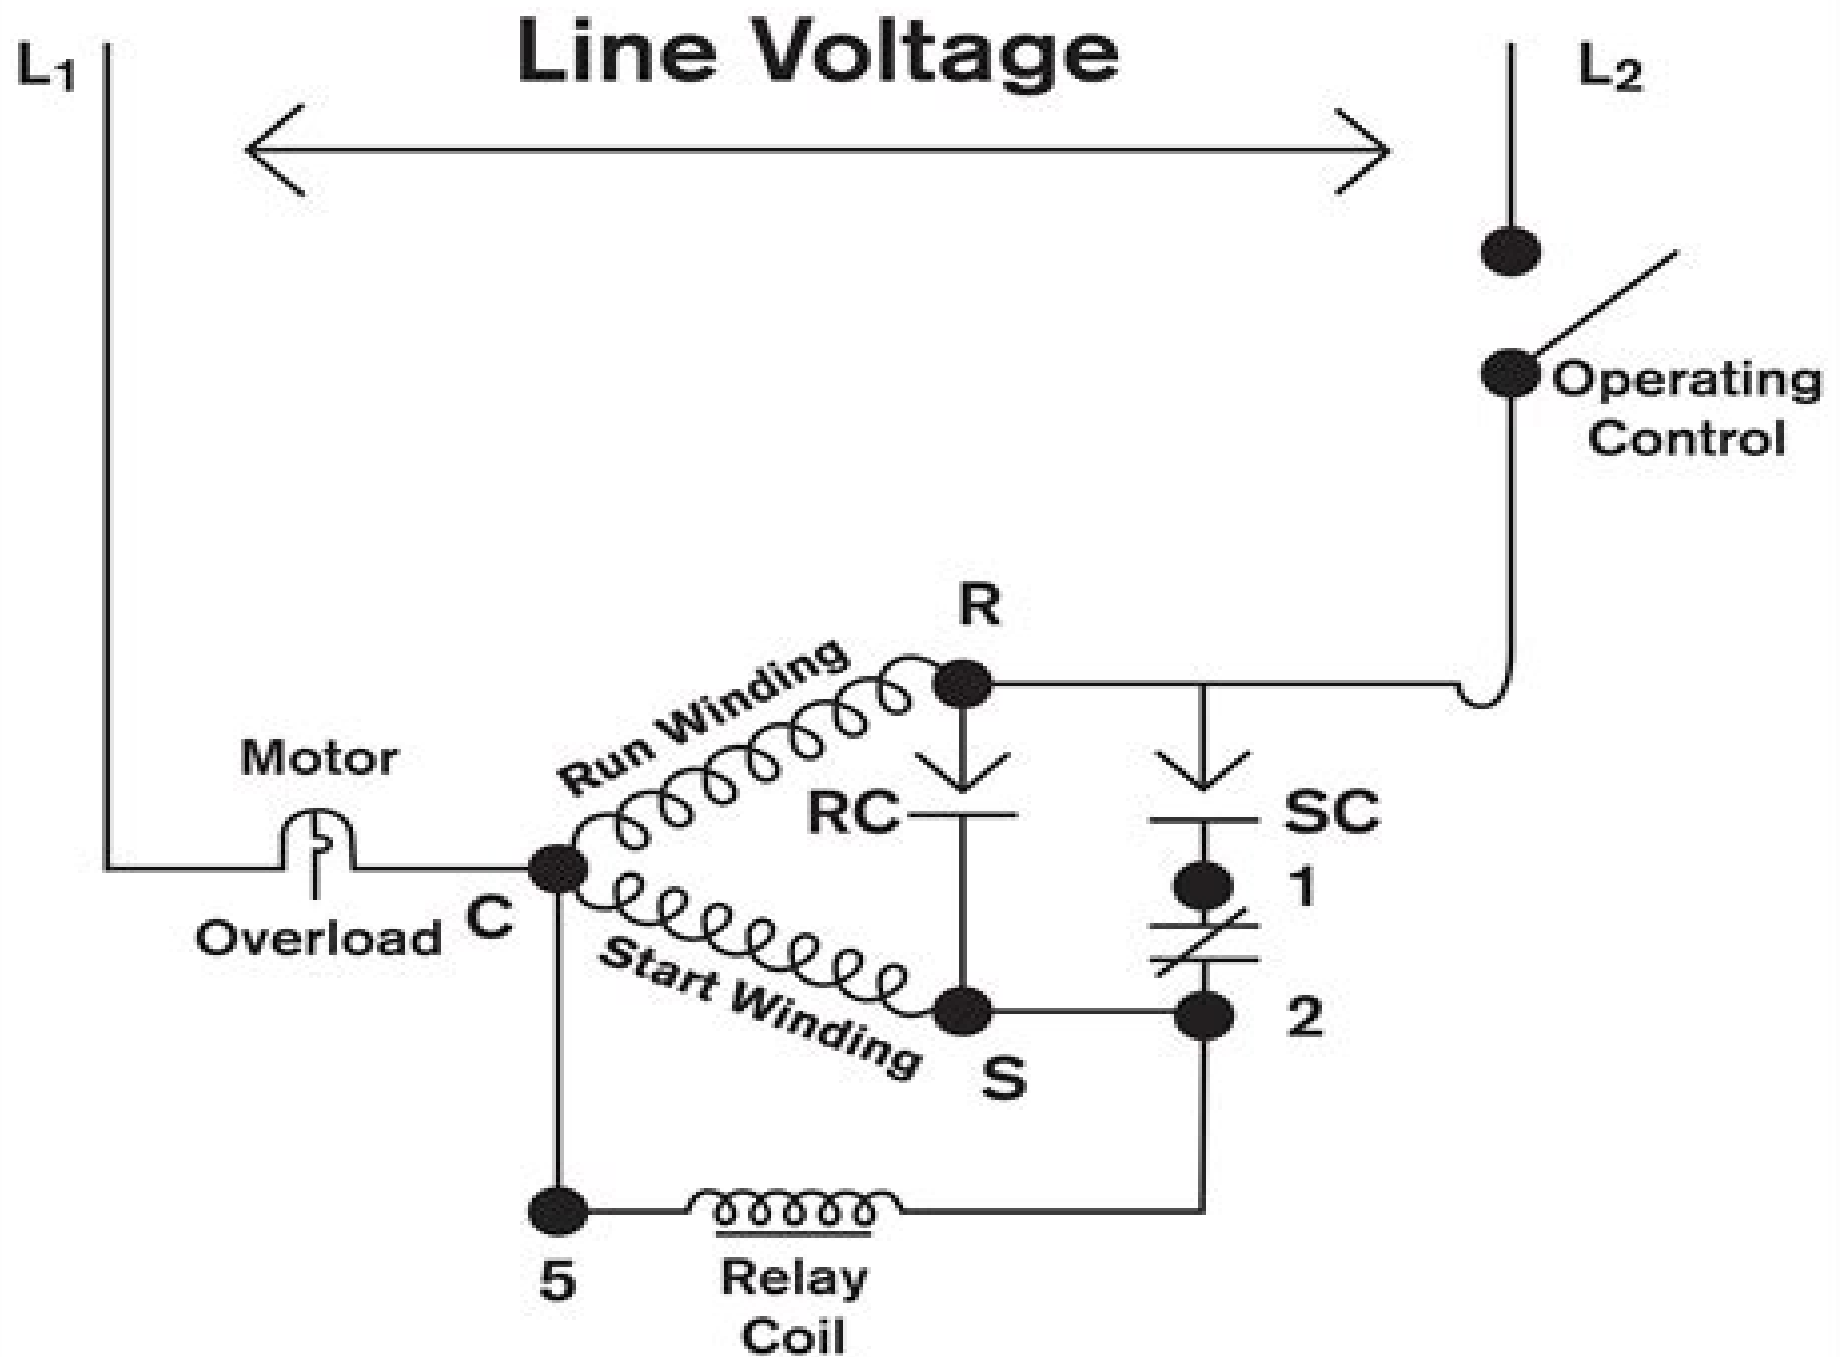 Line Voltage
L1
L2
Operating
Control
R
Run Winding
Motor
RC
SC
1
Overload
C
Start Winding
2
S
5
Relay
Coil